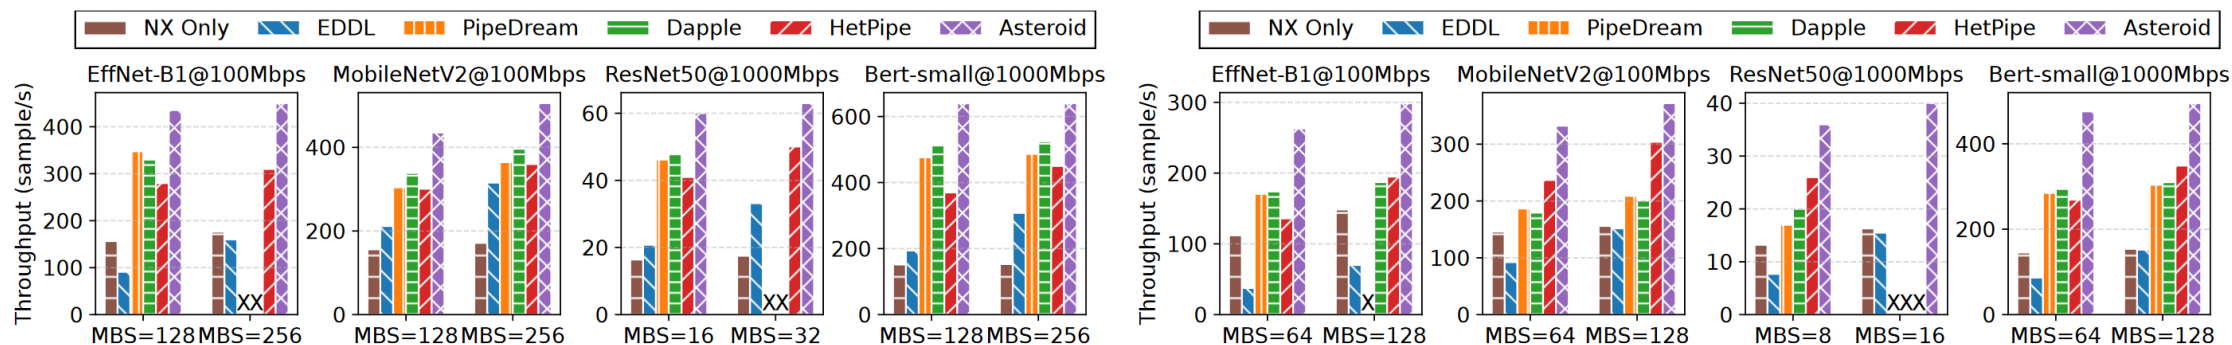 NX Only EDDL PipeDream Dapple HetPipe Asteroid
EffNet-B1@100Mbps MobileNetV2@100Mbps ResNet50@1000Mbps Bert-small@1000Mbps
Throughput (sample/s)
400
300
200
100
0
XX
MBS=128 MBS=256
400
200
0
MBS=128 MBS=256
60
40
20
0
XX
MBS=16 MBS=32
600
400
200
0
MBS=128 MBS=256
NX Only EDDL PipeDream Dapple HetPipe Asteroid
EffNet-B1@100Mbps MobileNetV2@100Mbps ResNet50@1000Mbps Bert-small@1000Mbps
Throughput (sample/s)
300
200
100
0
X
MBS=64 MBS=128
300
200
100
0
MBS=64 MBS=128
40
30
20
10
0
XXX
MBS=8 MBS=16
400
200
0
MBS=64 MBS=128